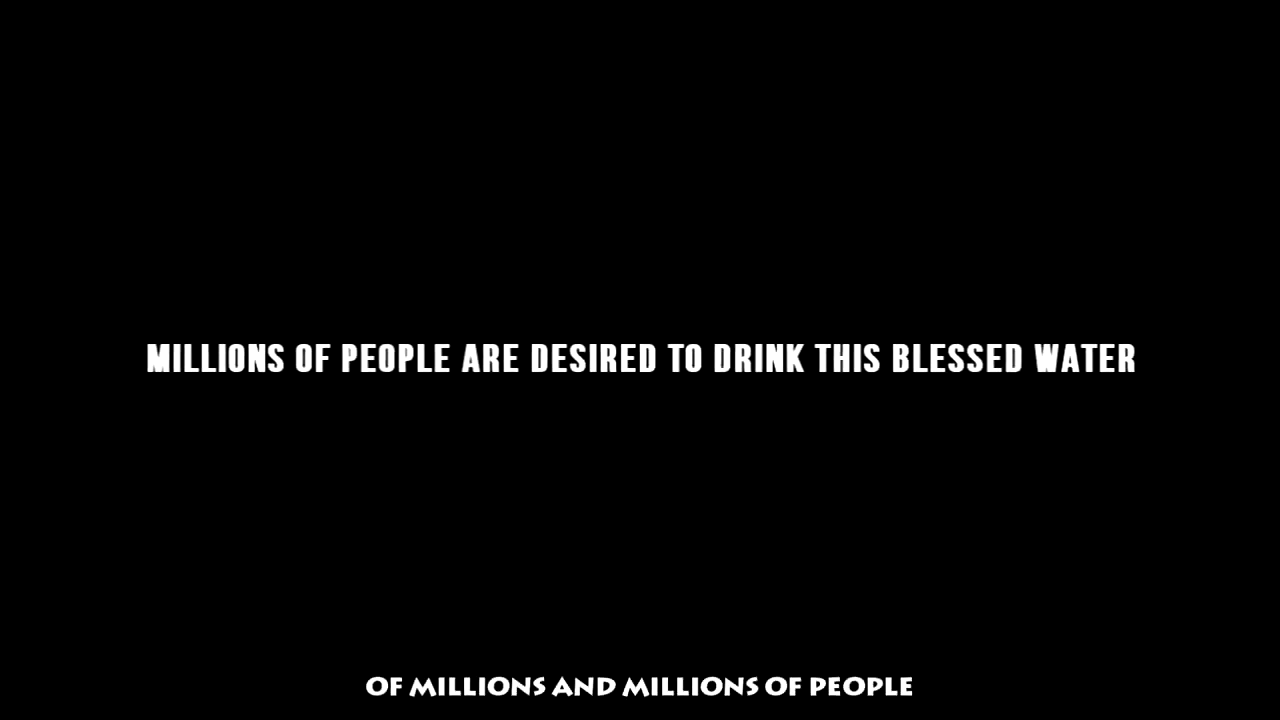 MILLIONS OF PEOPLE ARE DESIRED TO DRINK THIS BLESSED WATER
OF MILLIONS AND MILLIONS OF PEOPLE